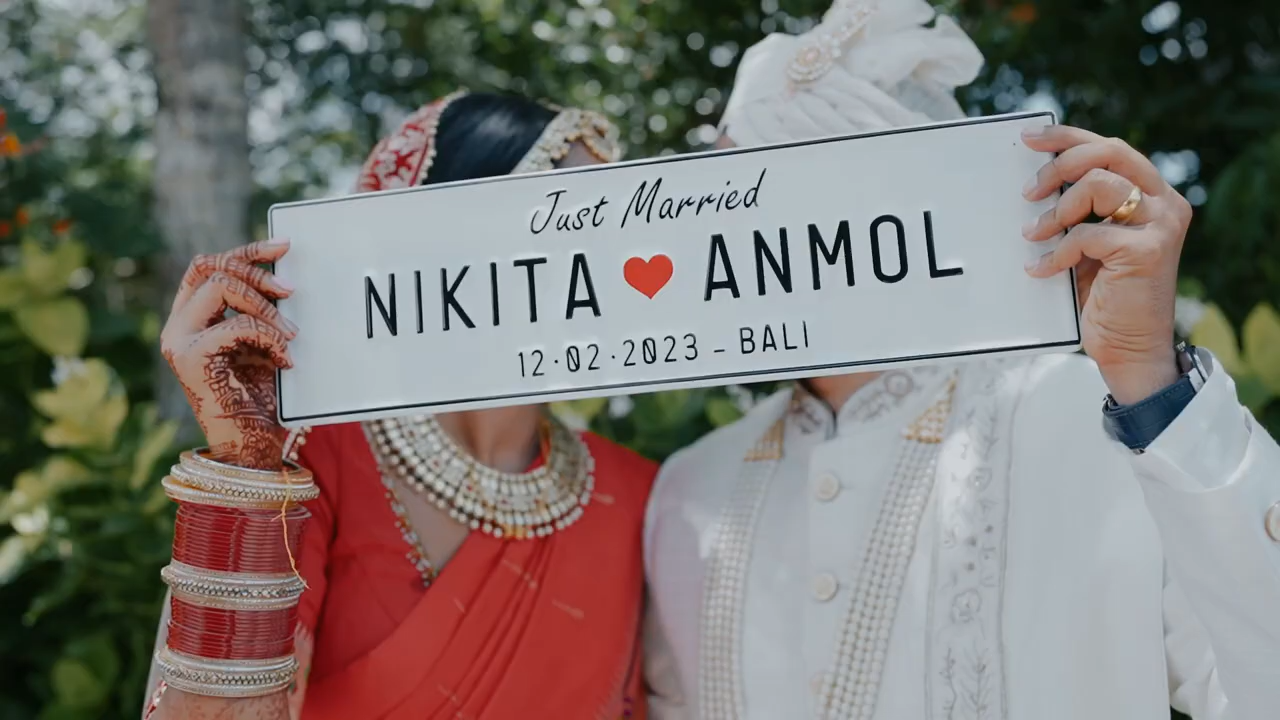 Just Married
NIKITA ❤ ANMOL
12·02·2023 - BALI